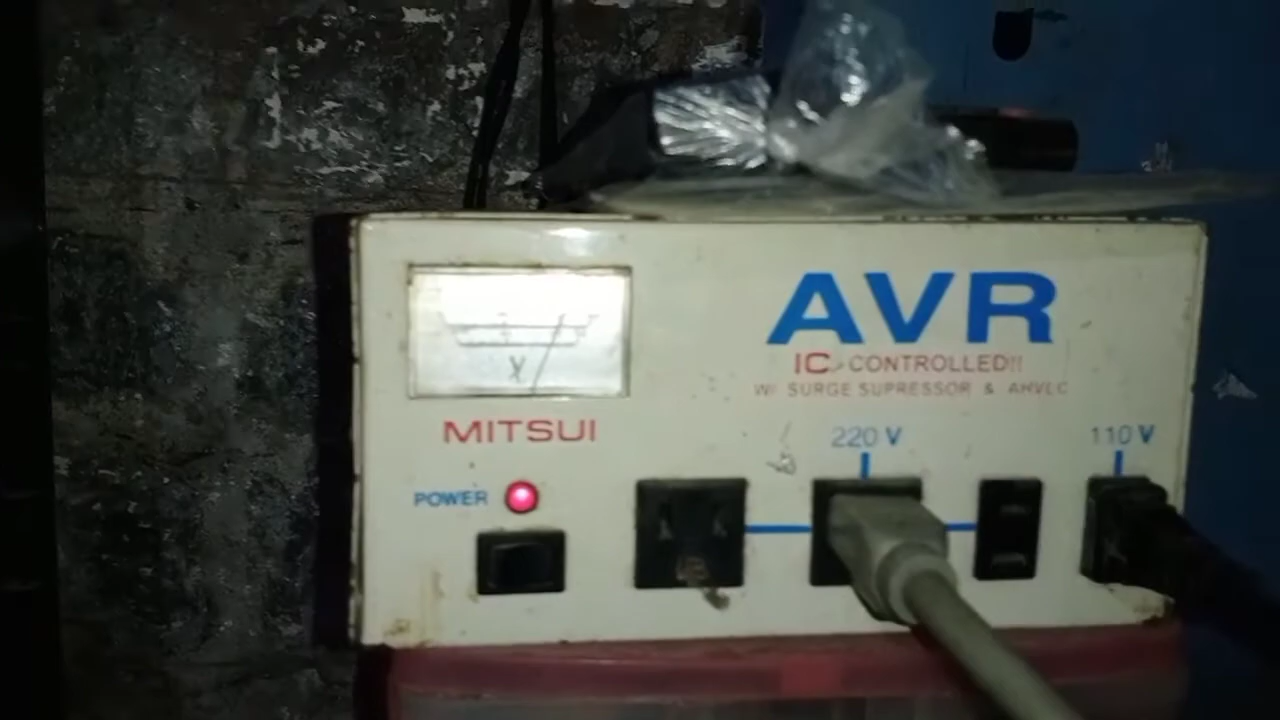 AVR
IC CONTROLLED!!
W/ SURGE SUPRESSOR & AHVLC
V
MITSUI
220 V
110 V
POWER